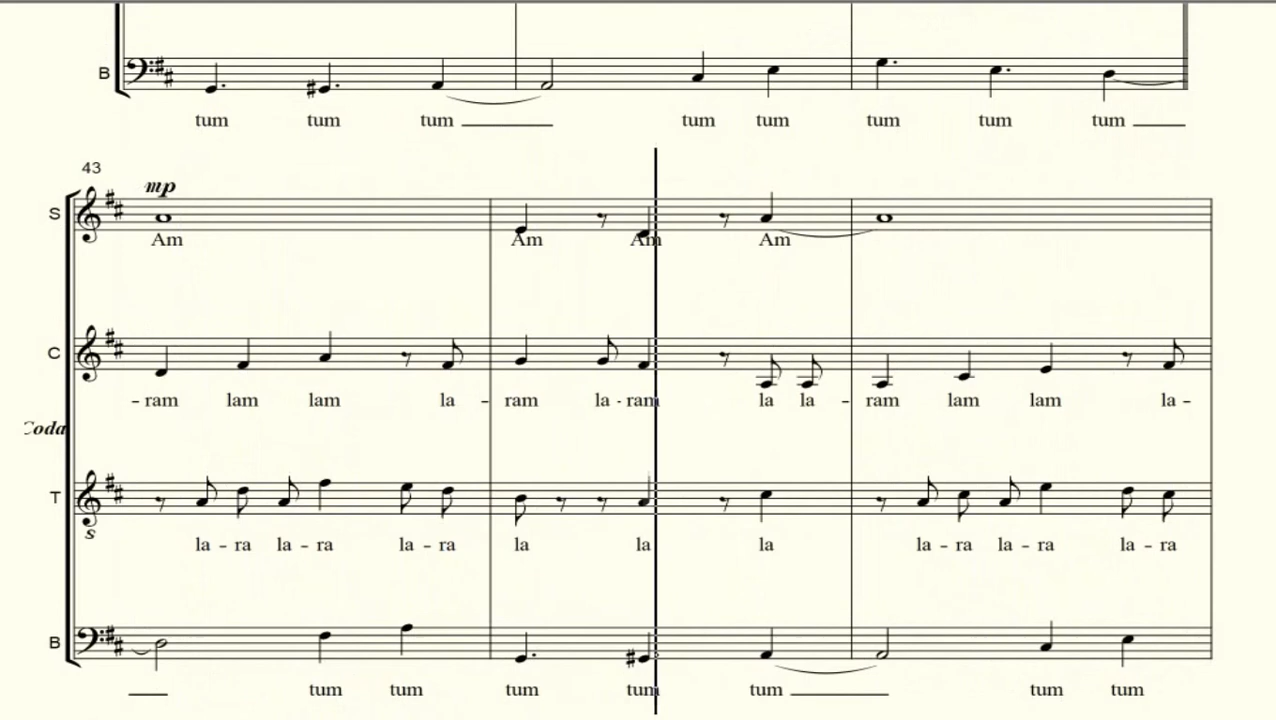 B
tum tum tum tum tum tum tum tum
43
mp
S
Am Am Am Am
C
- ram lam lam la - ram la - ram la la - ram lam lam la -
Coda
T
8
la - ra la - ra la - ra la la la la - ra la - ra la - ra
B
tum tum tum tum tum tum tum